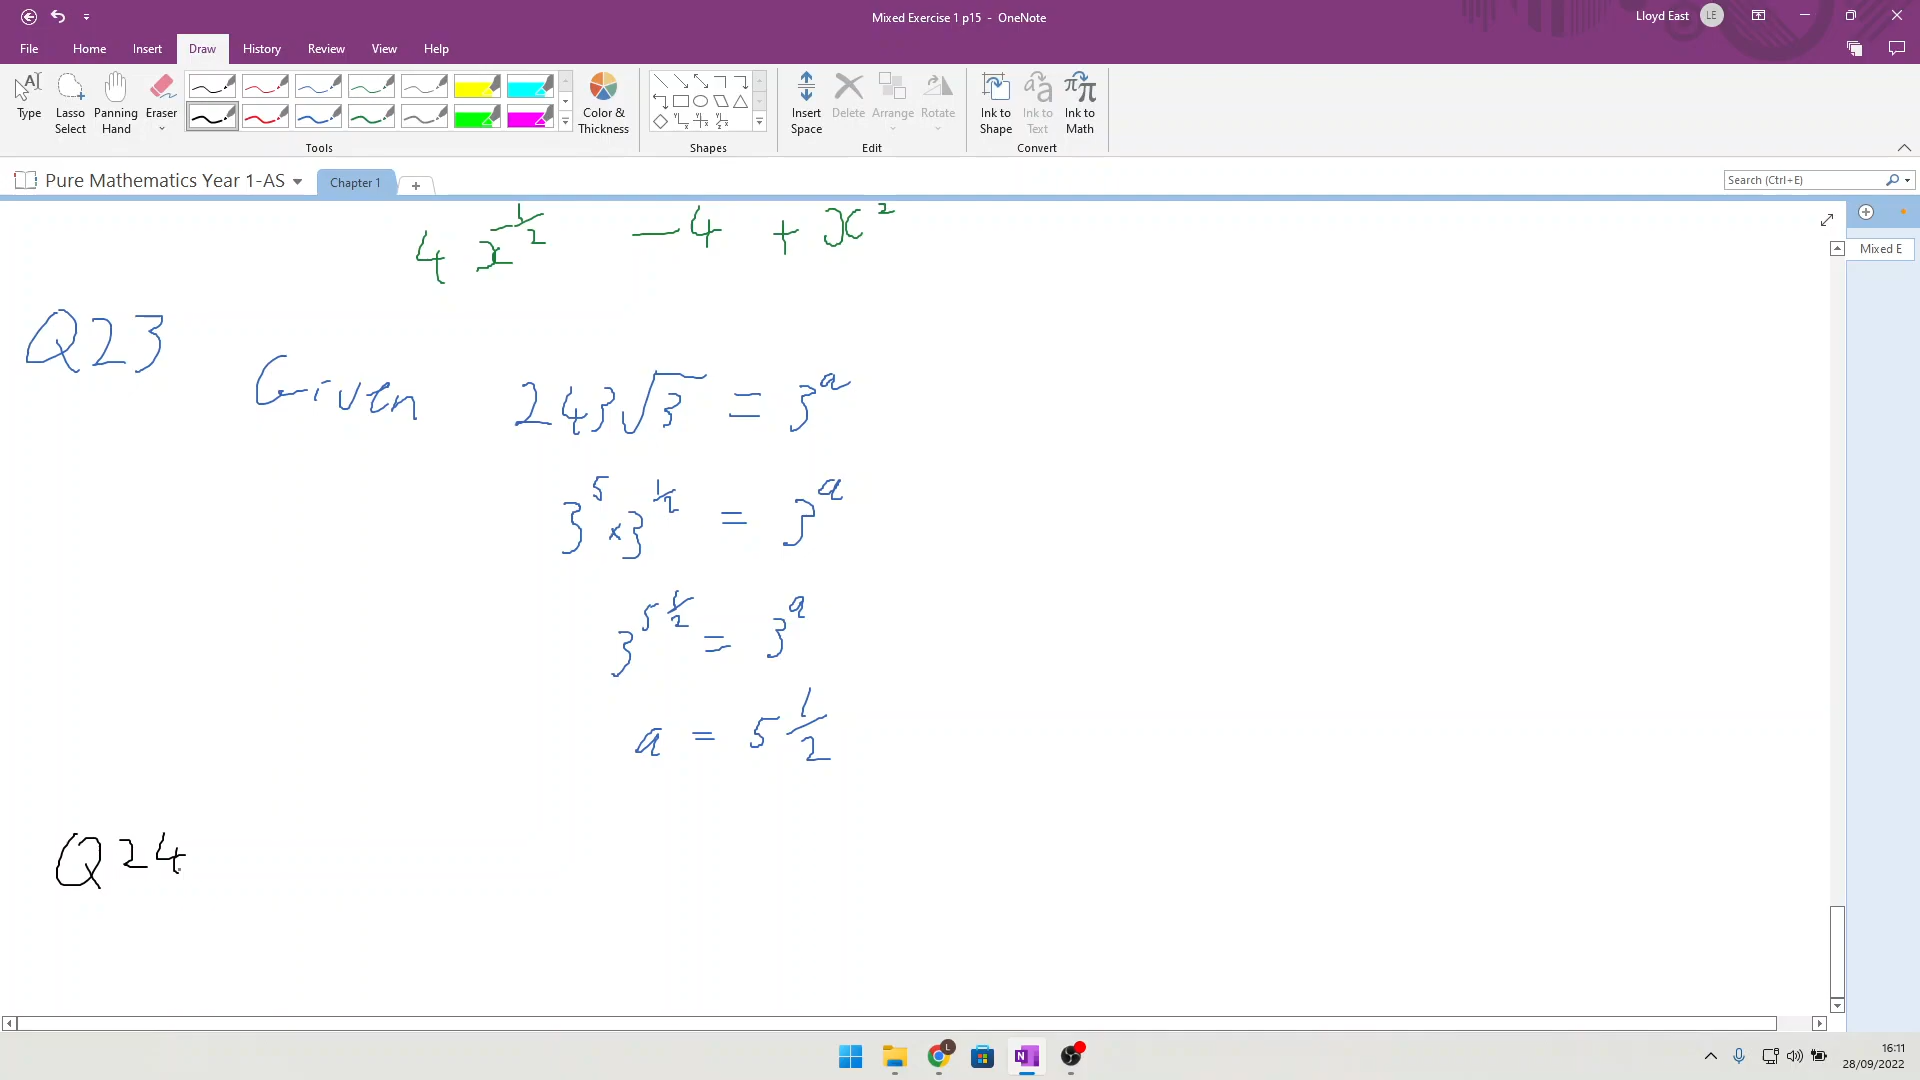 Mixed Exercise 1 p15 - OneNote
Lloyd East LE
File Home Insert Draw History Review View Help
Type Lasso Select Panning Hand Eraser Color & Thickness Insert Space Delete Arrange Rotate Ink to Shape Ink to Text Ink to Math
Tools Shapes Edit Convert
Pure Mathematics Year 1-AS Chapter 1 + Search (Ctrl+E)
Mixed E
4 x^{-1/2} - 4 + x^2
Q23
Given 243√3 = 3^a
3^5 × 3^{1/2} = 3^a
3^{5 1/2} = 3^a
a = 5 1/2
Q24
16:11
28/09/2022